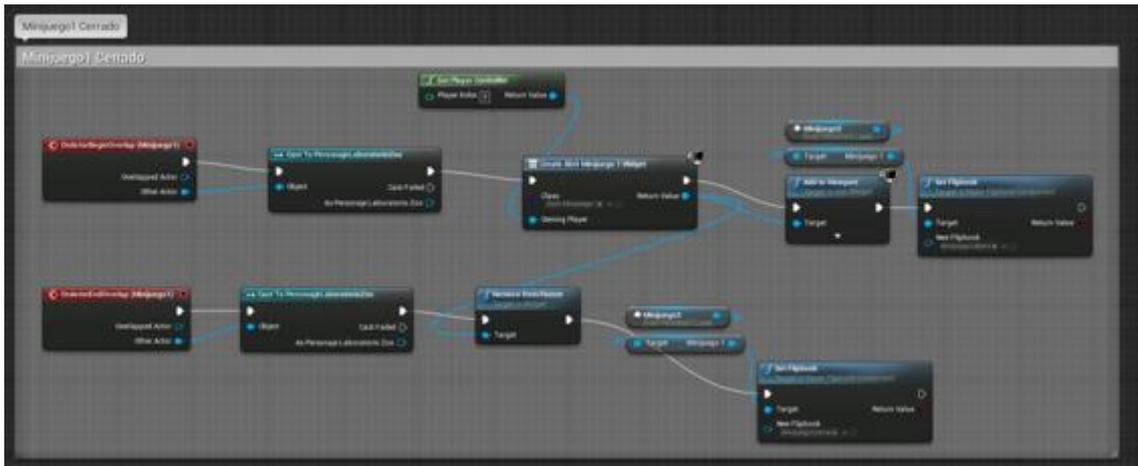 Minijuego1 Cerrado
Minijuego1 Cerrado
Get Player Controller
Player Index
Return Value
OnActorBeginOverlap (Minijuego1)
Overlapped Actor
Other Actor
Cast To PersonajeLaboratorioZoo
Object
Cast Failed
As Personaje Laboratorio Zoo
Create Abrir Minijuego 1 Widget
Class
Return Value
Owning Player
Target Minijuego 1
Add to Viewport
Target
Set Flipbook
Target
Return Value
New Flipbook
OnActorEndOverlap (Minijuego1)
Overlapped Actor
Other Actor
Cast To PersonajeLaboratorioZoo
Object
Cast Failed
As Personaje Laboratorio Zoo
Remove from Parent
Target is Widget
Target
Target Minijuego 1
Set Flipbook
Target
Return Value
New Flipbook